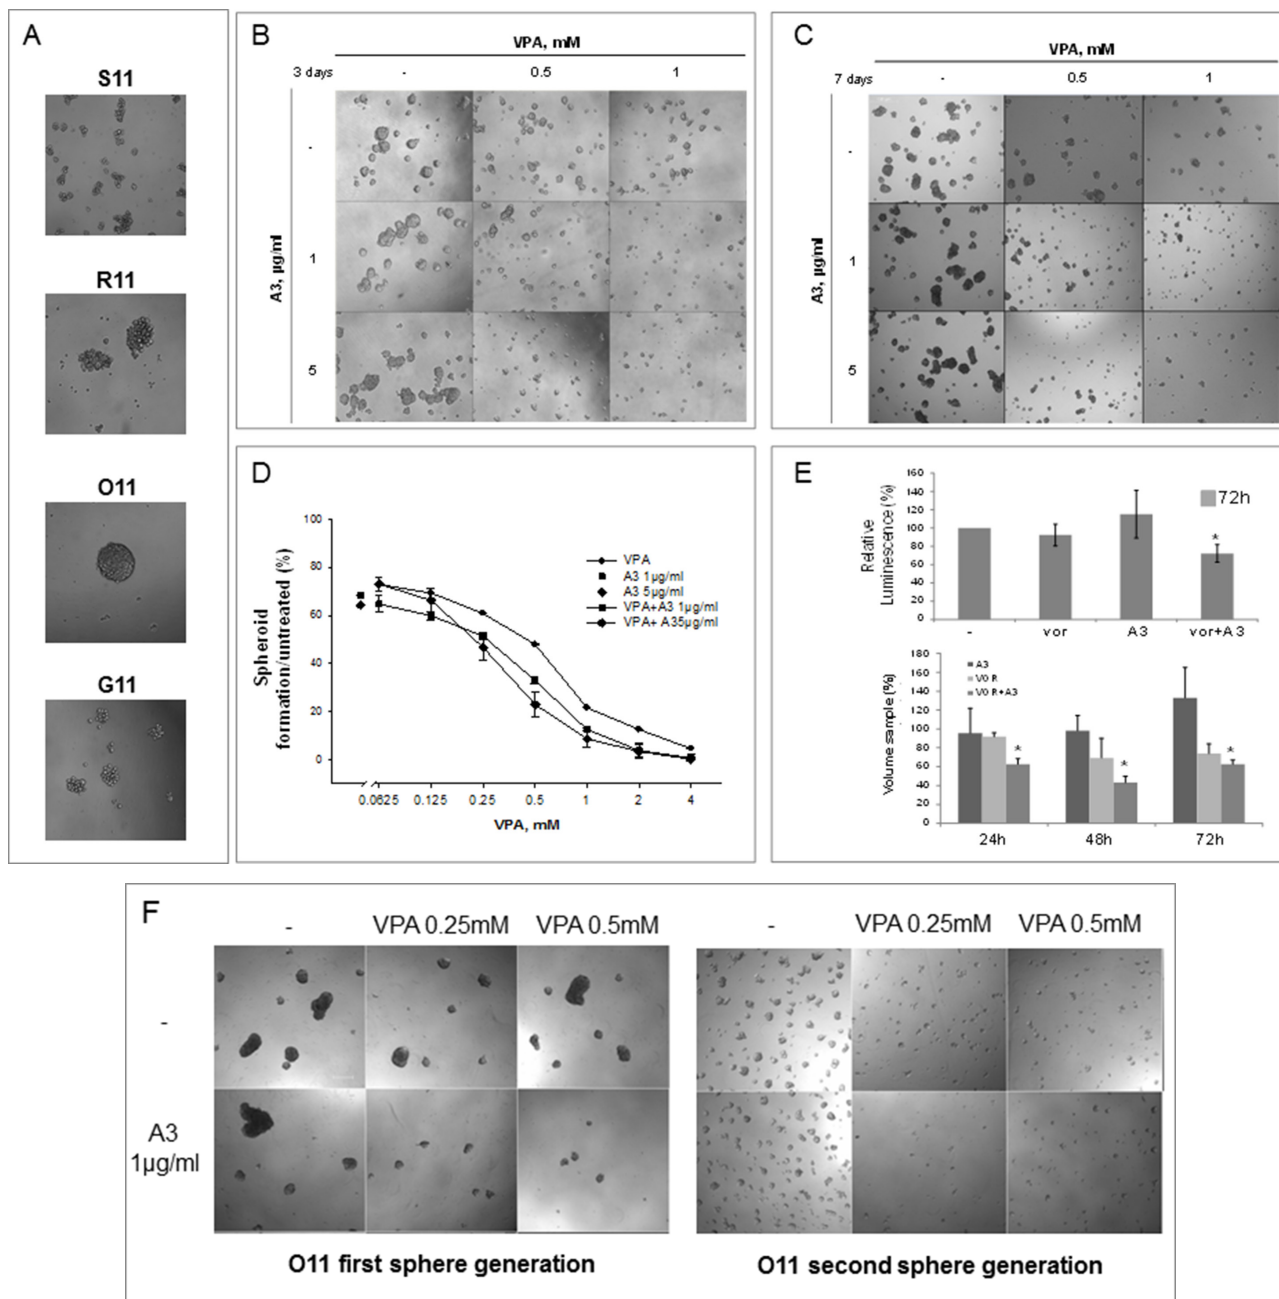 A
S11
R11
O11
G11
B
VPA, mM
3 days - 0.5 1
-
1
5
A3, µg/ml
C
VPA, mM
7 days - 0.5 1
-
1
5
A3, µg/ml
D
Spheroid
formation/untreated (%)
100
80
60
40
20
0
VPA
A3 1µg/ml
A3 5µg/ml
VPA+A3 1µg/ml
VPA+ A35µg/ml
0.0625 0.125 0.25 0.5 1 2 4
VPA, mM
E
Relative
Luminescence (%)
160
140
120
100
80
60
40
20
0
72h
*
- vor A3 vor+A3
Volume sample (%)
180
160
140
120
100
80
60
40
20
0
A3
VO R
VO R+A3
* * *
24h 48h 72h
F
- VPA 0.25mM VPA 0.5mM - VPA 0.25mM VPA 0.5mM
-
A3
1µg/ml
O11 first sphere generation O11 second sphere generation